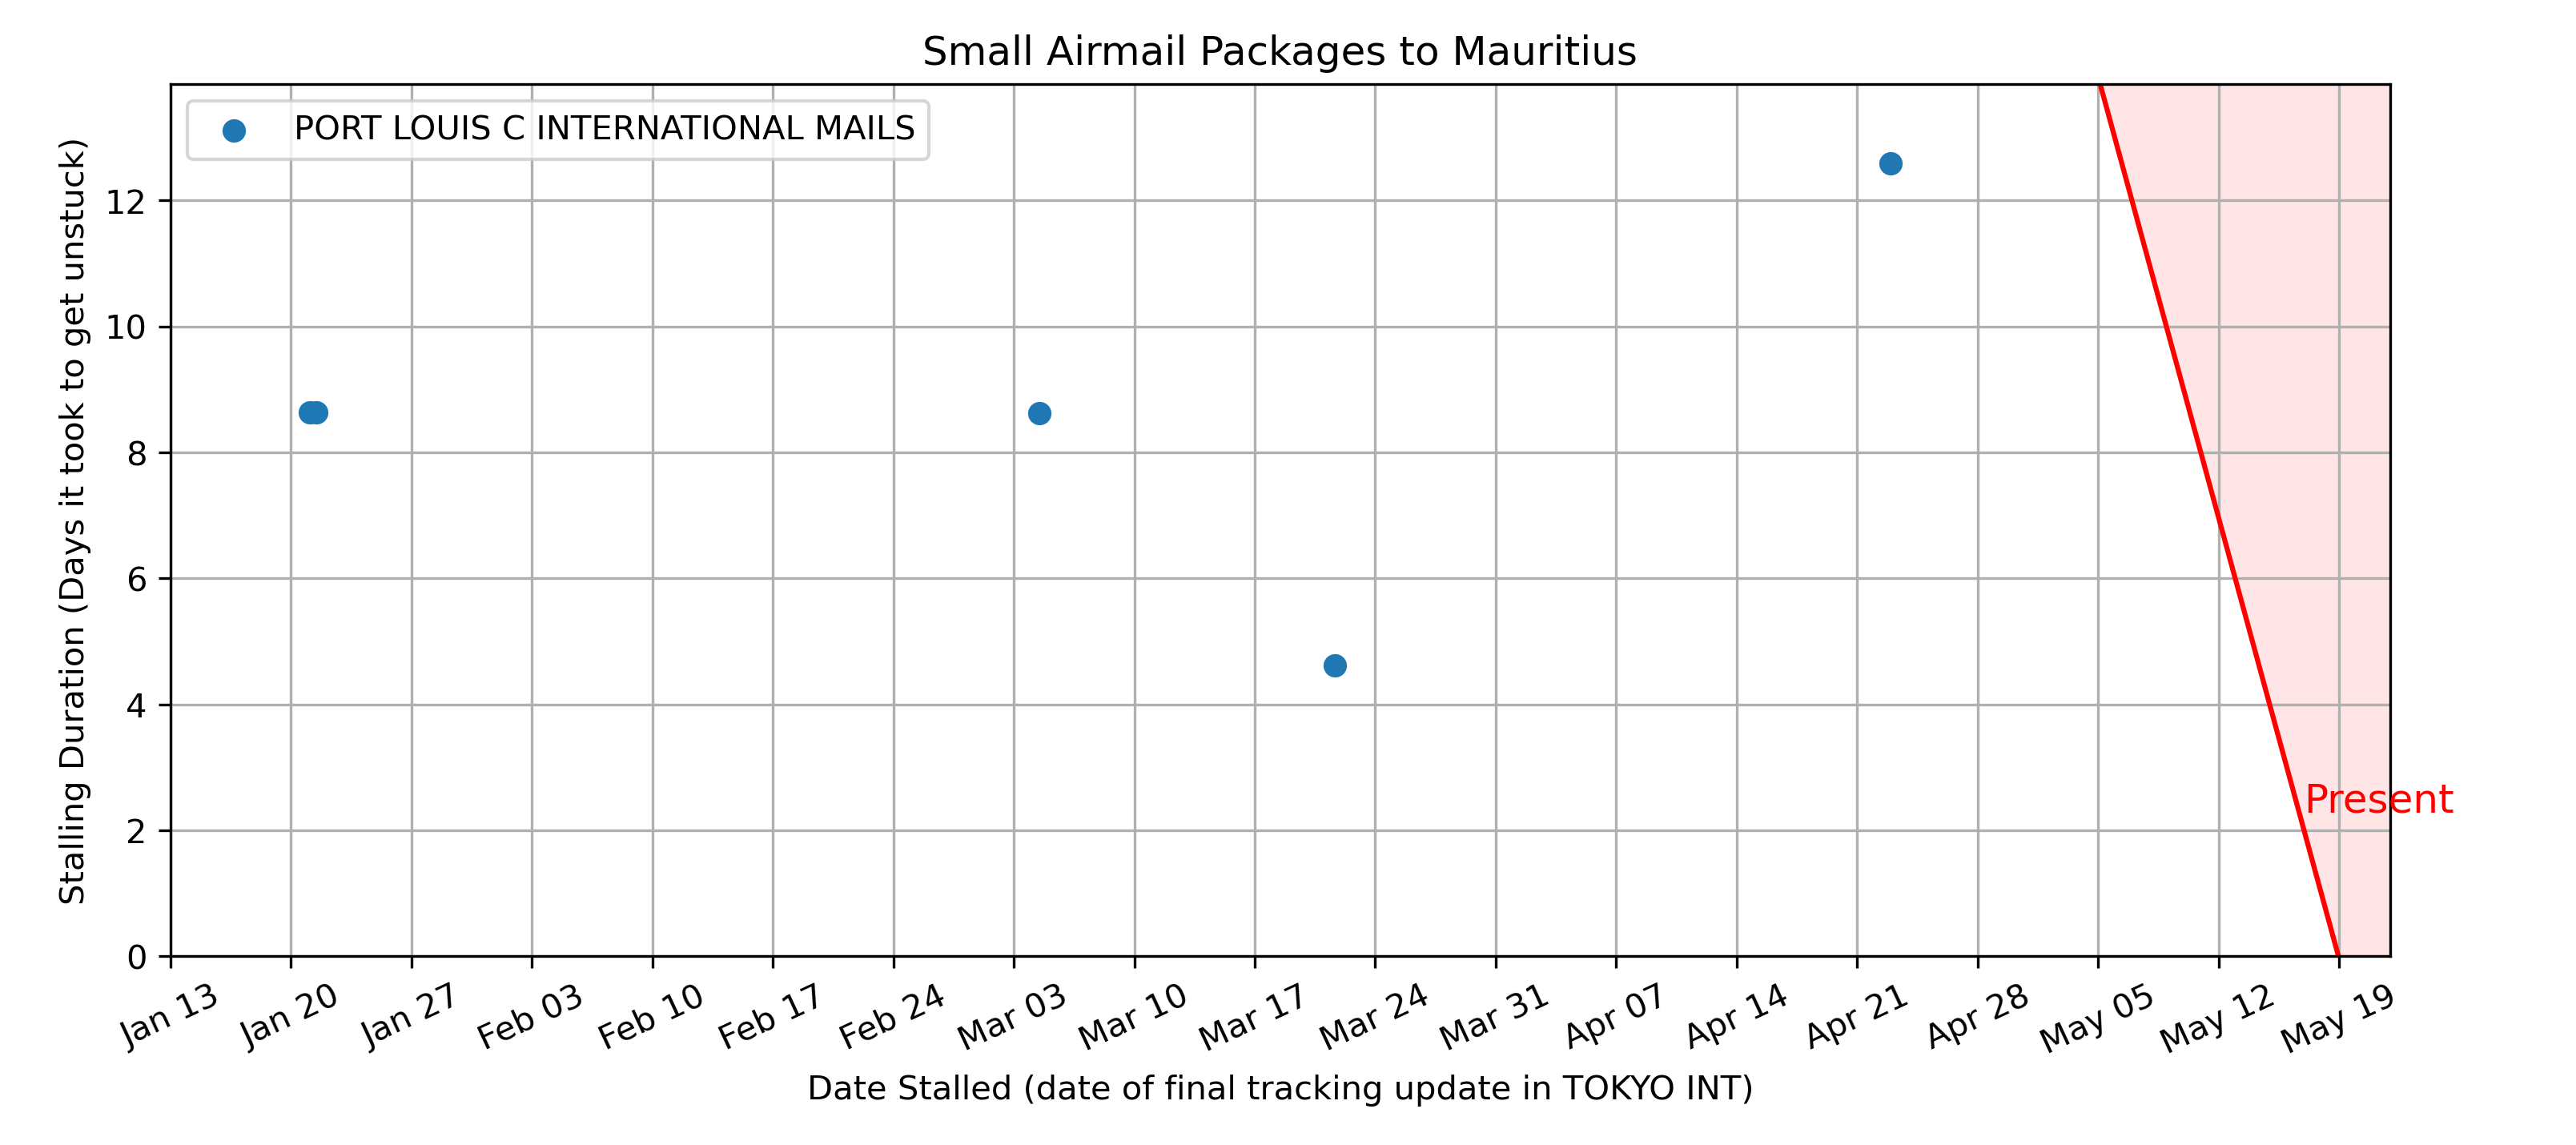 Small Airmail Packages to Mauritius
PORT LOUIS C INTERNATIONAL MAILS
Stalling Duration (Days it took to get unstuck)
12
10
8
6
4
2
0
Present
Jan 13
Jan 20
Jan 27
Feb 03
Feb 10
Feb 17
Feb 24
Mar 03
Mar 10
Mar 17
Mar 24
Mar 31
Apr 07
Apr 14
Apr 21
Apr 28
May 05
May 12
May 19
Date Stalled (date of final tracking update in TOKYO INT)